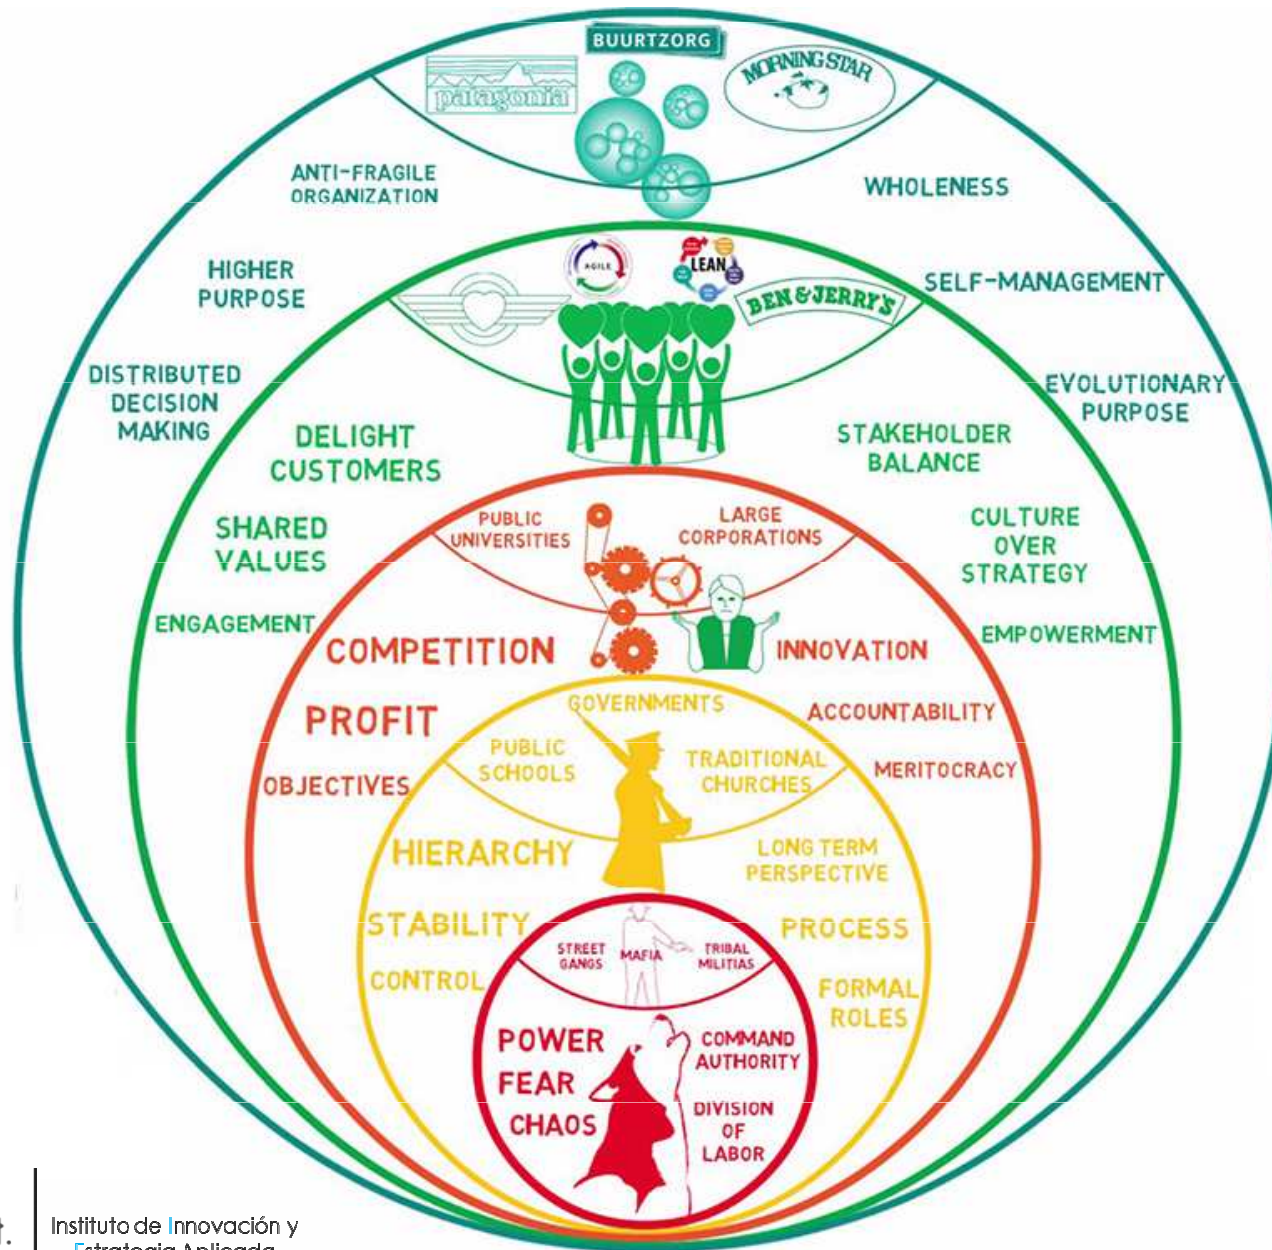 BUURTZORG
patagonia
MORNING STAR
ANTI-FRAGILE
ORGANIZATION
WHOLENESS
HIGHER
PURPOSE
SELF-MANAGEMENT
DISTRIBUTED
DECISION
MAKING
EVOLUTIONARY
PURPOSE
AGILE
LEAN
BEN & JERRY'S
DELIGHT
CUSTOMERS
STAKEHOLDER
BALANCE
SHARED
VALUES
CULTURE
OVER
STRATEGY
ENGAGEMENT
EMPOWERMENT
PUBLIC
UNIVERSITIES
LARGE
CORPORATIONS
COMPETITION
INNOVATION
PROFIT
ACCOUNTABILITY
OBJECTIVES
MERITOCRACY
GOVERNMENTS
PUBLIC
SCHOOLS
TRADITIONAL
CHURCHES
HIERARCHY
LONG TERM
PERSPECTIVE
STABILITY
PROCESS
CONTROL
FORMAL
ROLES
STREET
GANGS
MAFIA
TRIBAL
MILITIAS
POWER
FEAR
CHAOS
COMMAND
AUTHORITY
DIVISION
OF
LABOR
Instituto de Innovación y
Estrategia Aplicada